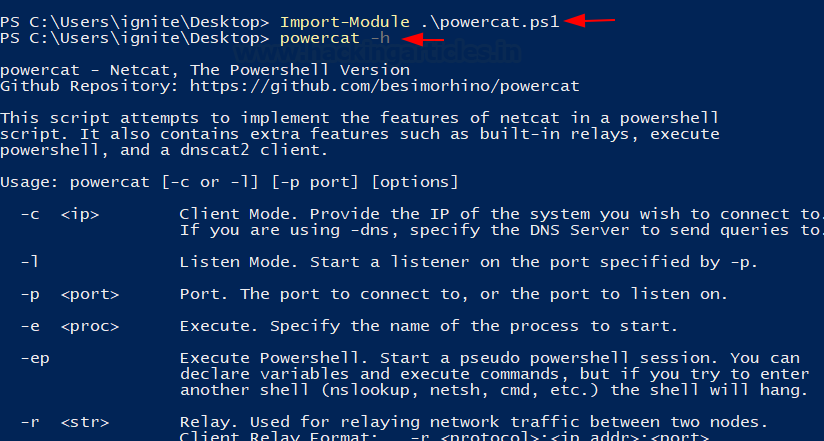 PS C:\Users\ignite\Desktop> Import-Module .\powercat.ps1
PS C:\Users\ignite\Desktop> powercat -h
www.hackingarticles.in
powercat - Netcat, The Powershell Version
Github Repository: https://github.com/besimorhino/powercat
This script attempts to implement the features of netcat in a powershell
script. It also contains extra features such as built-in relays, execute
powershell, and a dnscat2 client.
Usage: powercat [-c or -l] [-p port] [options]
-c <ip> Client Mode. Provide the IP of the system you wish to connect to.
If you are using -dns, specify the DNS Server to send queries to.
-l Listen Mode. Start a listener on the port specified by -p.
-p <port> Port. The port to connect to, or the port to listen on.
-e <proc> Execute. Specify the name of the process to start.
-ep Execute Powershell. Start a pseudo powershell session. You can
declare variables and execute commands, but if you try to enter
another shell (nslookup, netsh, cmd, etc.) the shell will hang.
-r <str> Relay. Used for relaying network traffic between two nodes.
Client Relay Format: -r <protocol>:<ip addr>:<port>